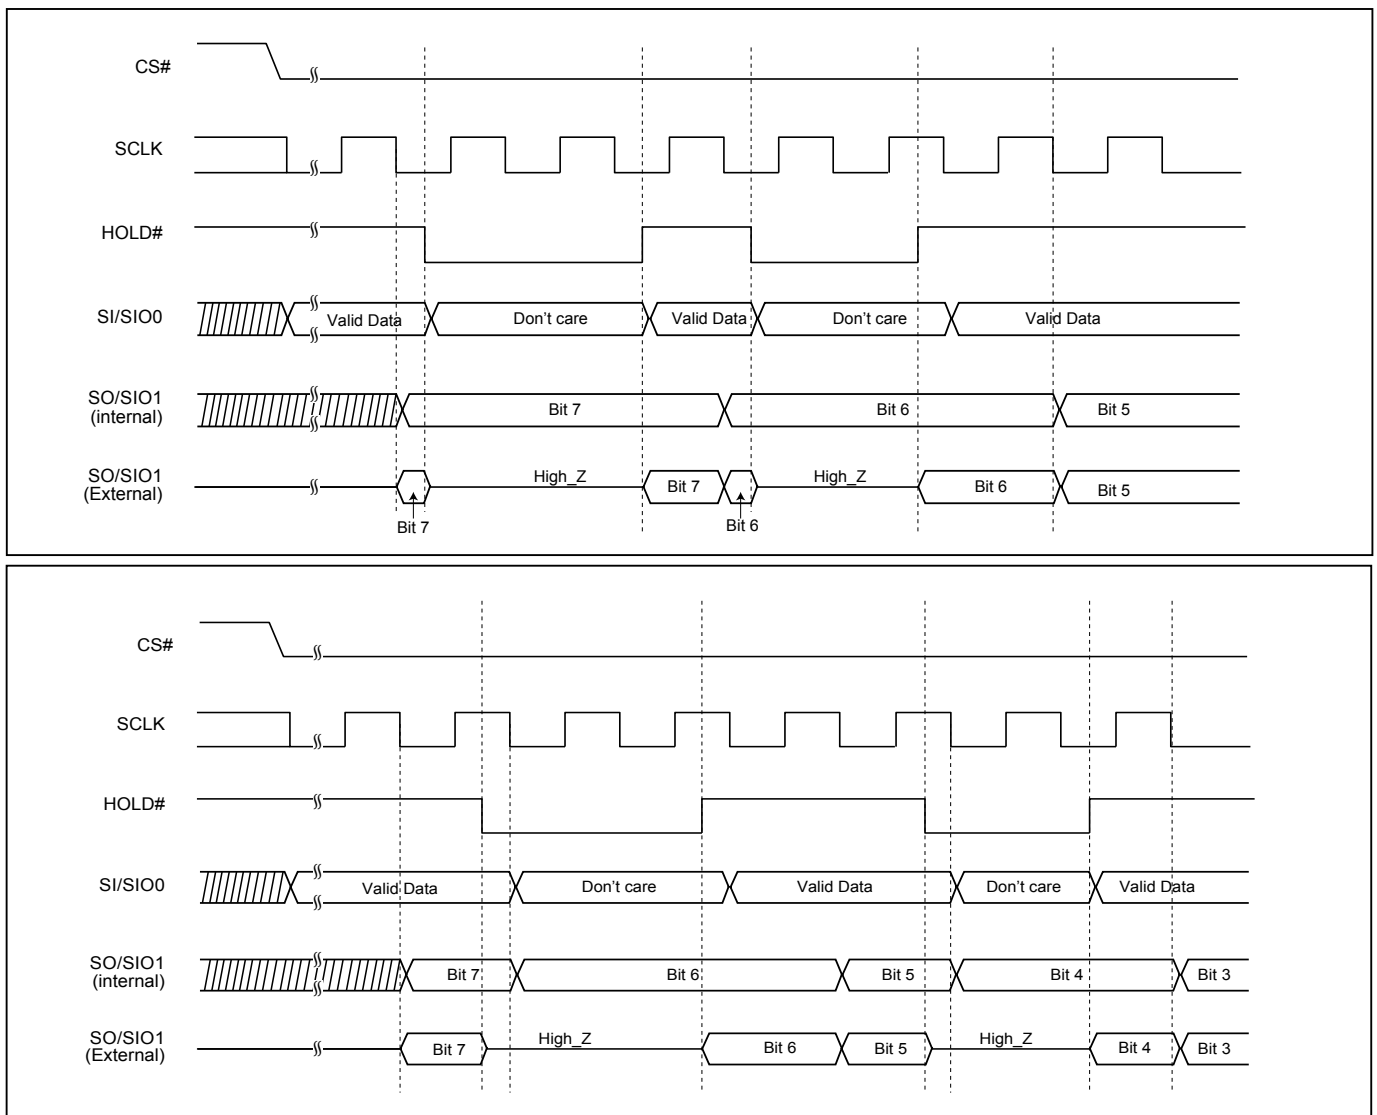 CS#
SCLK
HOLD#
SI/SIO0 Valid Data Don't care Valid Data Don't care Valid Data
SO/SIO1
(internal) Bit 7 Bit 6 Bit 5
SO/SIO1
(External) High_Z Bit 7 High_Z Bit 6 Bit 5
Bit 7 Bit 6
CS#
SCLK
HOLD#
SI/SIO0 Valid Data Don't care Valid Data Don't care Valid Data
SO/SIO1
(internal) Bit 7 Bit 6 Bit 5 Bit 4 Bit 3
SO/SIO1
(External) Bit 7 High_Z Bit 6 Bit 5 High_Z Bit 4 Bit 3